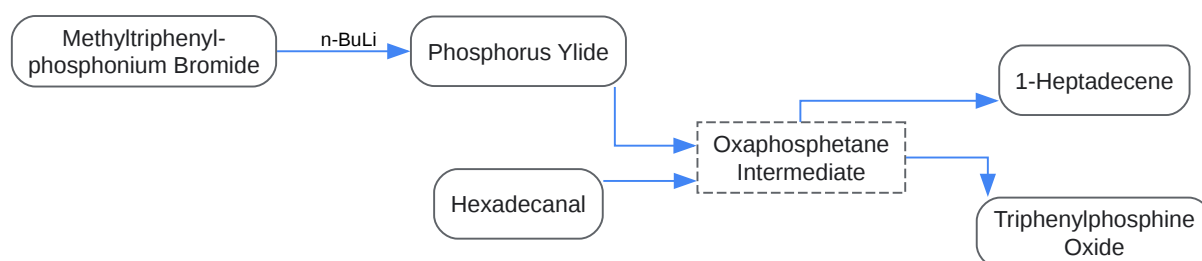 Methyltriphenyl-
phosphonium Bromide
n-BuLi
Phosphorus Ylide
1-Heptadecene
Oxaphosphetane
Intermediate
Hexadecanal
Triphenylphosphine
Oxide